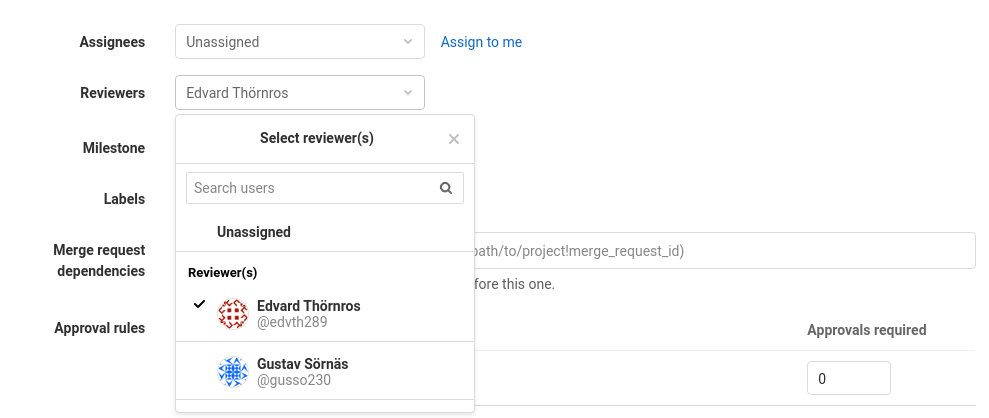 Assignees
Unassigned
Assign to me
Reviewers
Edvard Thörnros
Select reviewer(s)
Milestone
Search users
Labels
Unassigned
Merge request
dependencies
path/to/project!merge_request_id)
Reviewer(s)
fore this one.
Edvard Thörnros
@edvth289
Approval rules
Approvals required
Gustav Sörnäs
@gusso230
0